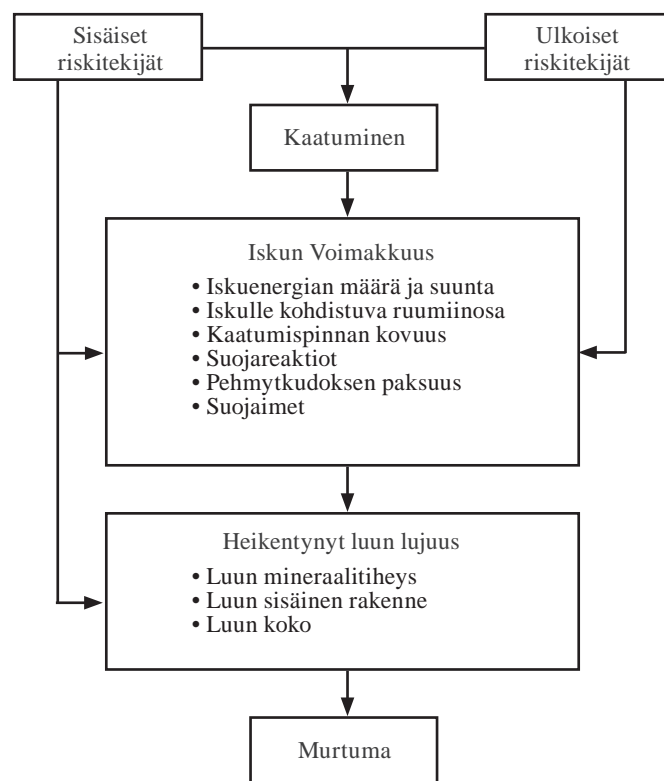 Sisäiset
riskitekijät
Ulkoiset
riskitekijät
Kaatuminen
Iskun Voimakkuus
• Iskuenergian määrä ja suunta
• Iskulle kohdistuva ruumiinosa
• Kaatumispinnan kovuus
• Suojareaktiot
• Pehmytkudoksen paksuus
• Suojaimet
Heikentynyt luun lujuus
• Luun mineraalitiheys
• Luun sisäinen rakenne
• Luun koko
Murtuma